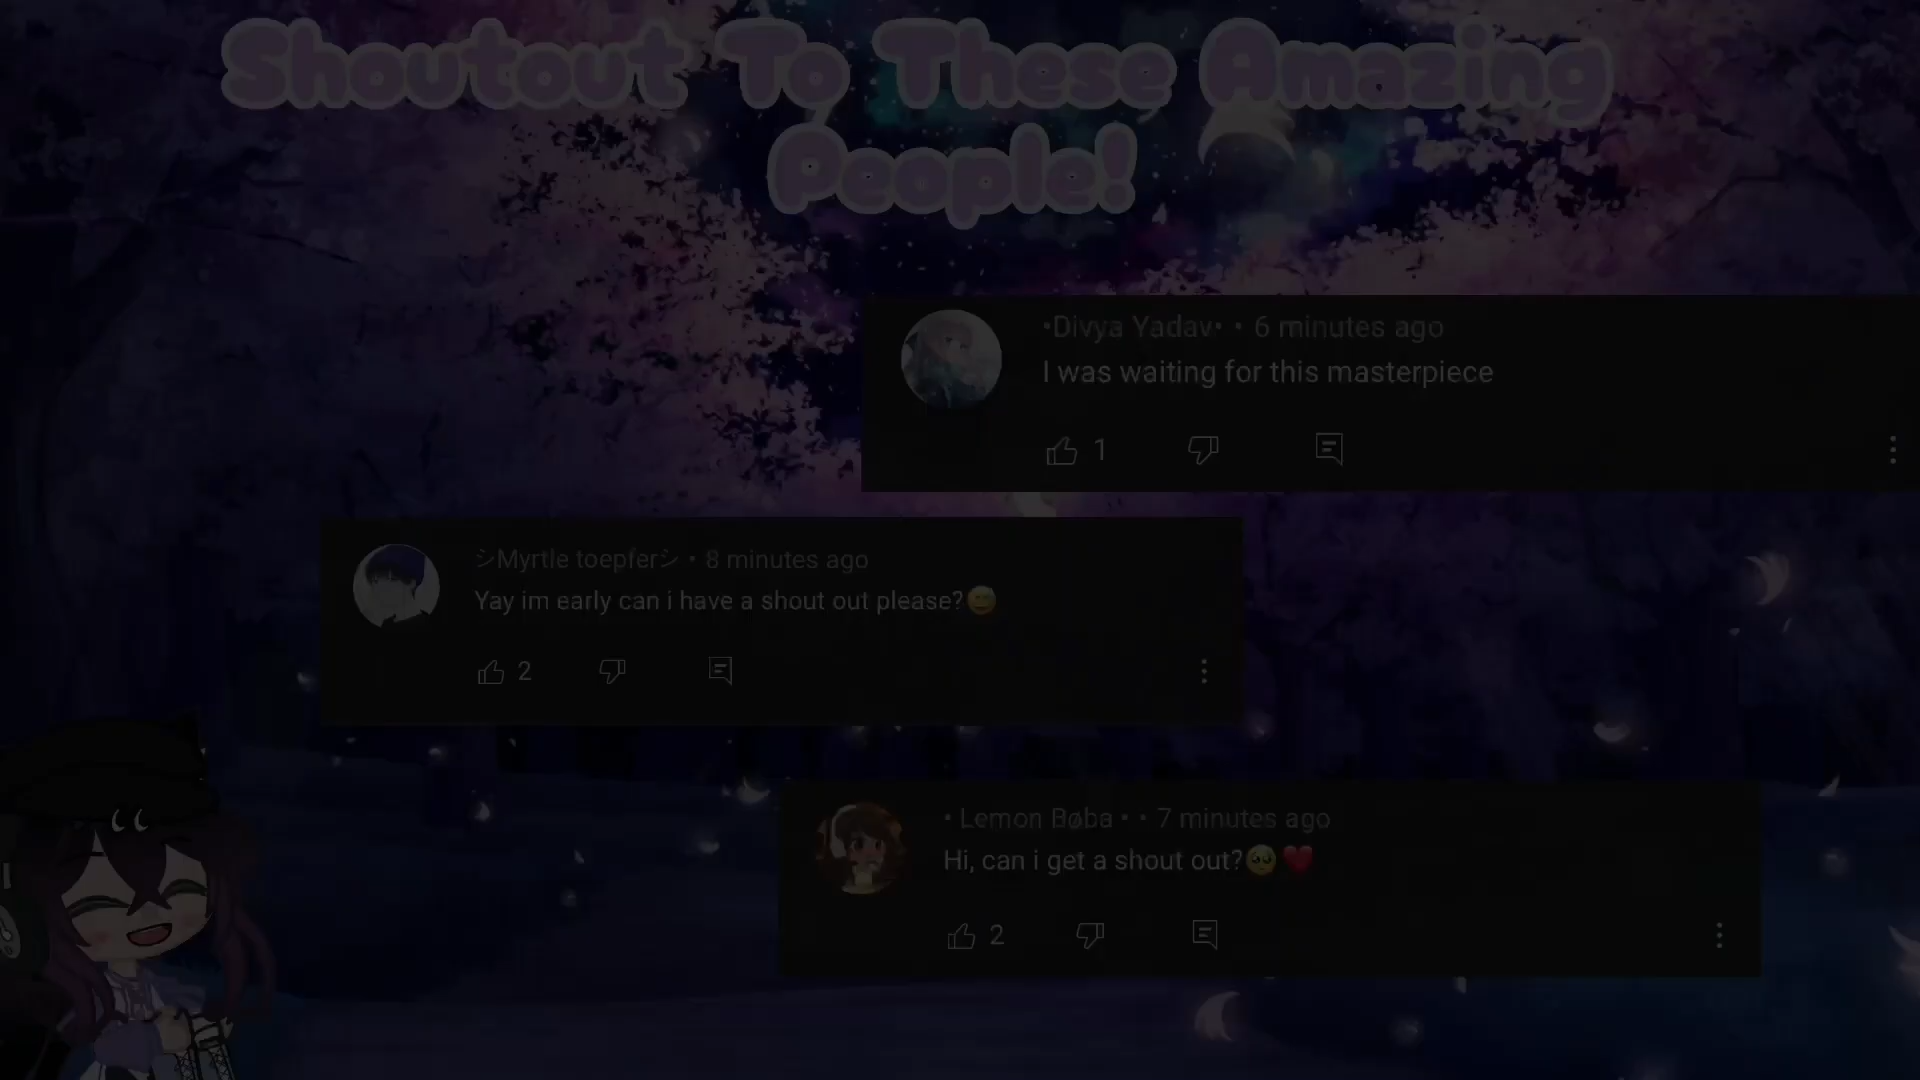 Shoutout To These Amazing
People!
•Divya Yadav• • 6 minutes ago
I was waiting for this masterpiece
1
シMyrtle toepferシ • 8 minutes ago
Yay im early can i have a shout out please?😅
2
• Lemon Bøba • • 7 minutes ago
Hi, can i get a shout out?🥺❤️
2